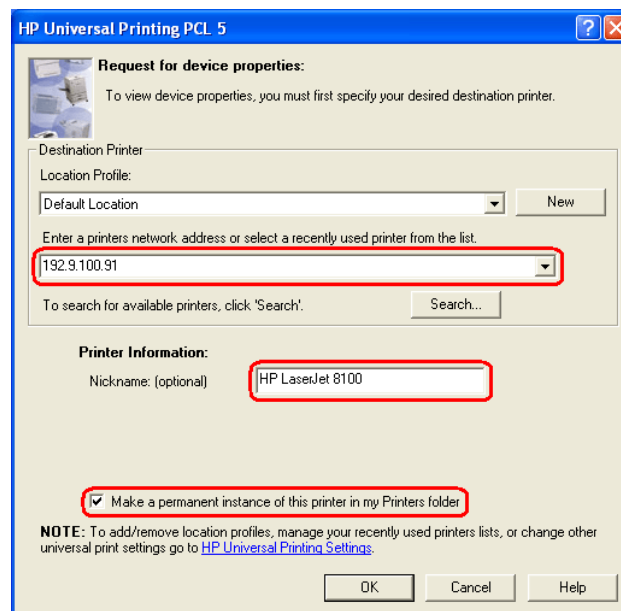 HP Universal Printing PCL 5
Request for device properties:
To view device properties, you must first specify your desired destination printer.
Destination Printer
Location Profile:
Default Location
New
Enter a printers network address or select a recently used printer from the list.
192.9.100.91
To search for available printers, click 'Search'.
Search...
Printer Information:
Nickname: (optional)
HP LaserJet 8100
Make a permanent instance of this printer in my Printers folder
NOTE: To add/remove location profiles, manage your recently used printers lists, or change other
universal print settings go to HP Universal Printing Settings.
OK
Cancel
Help